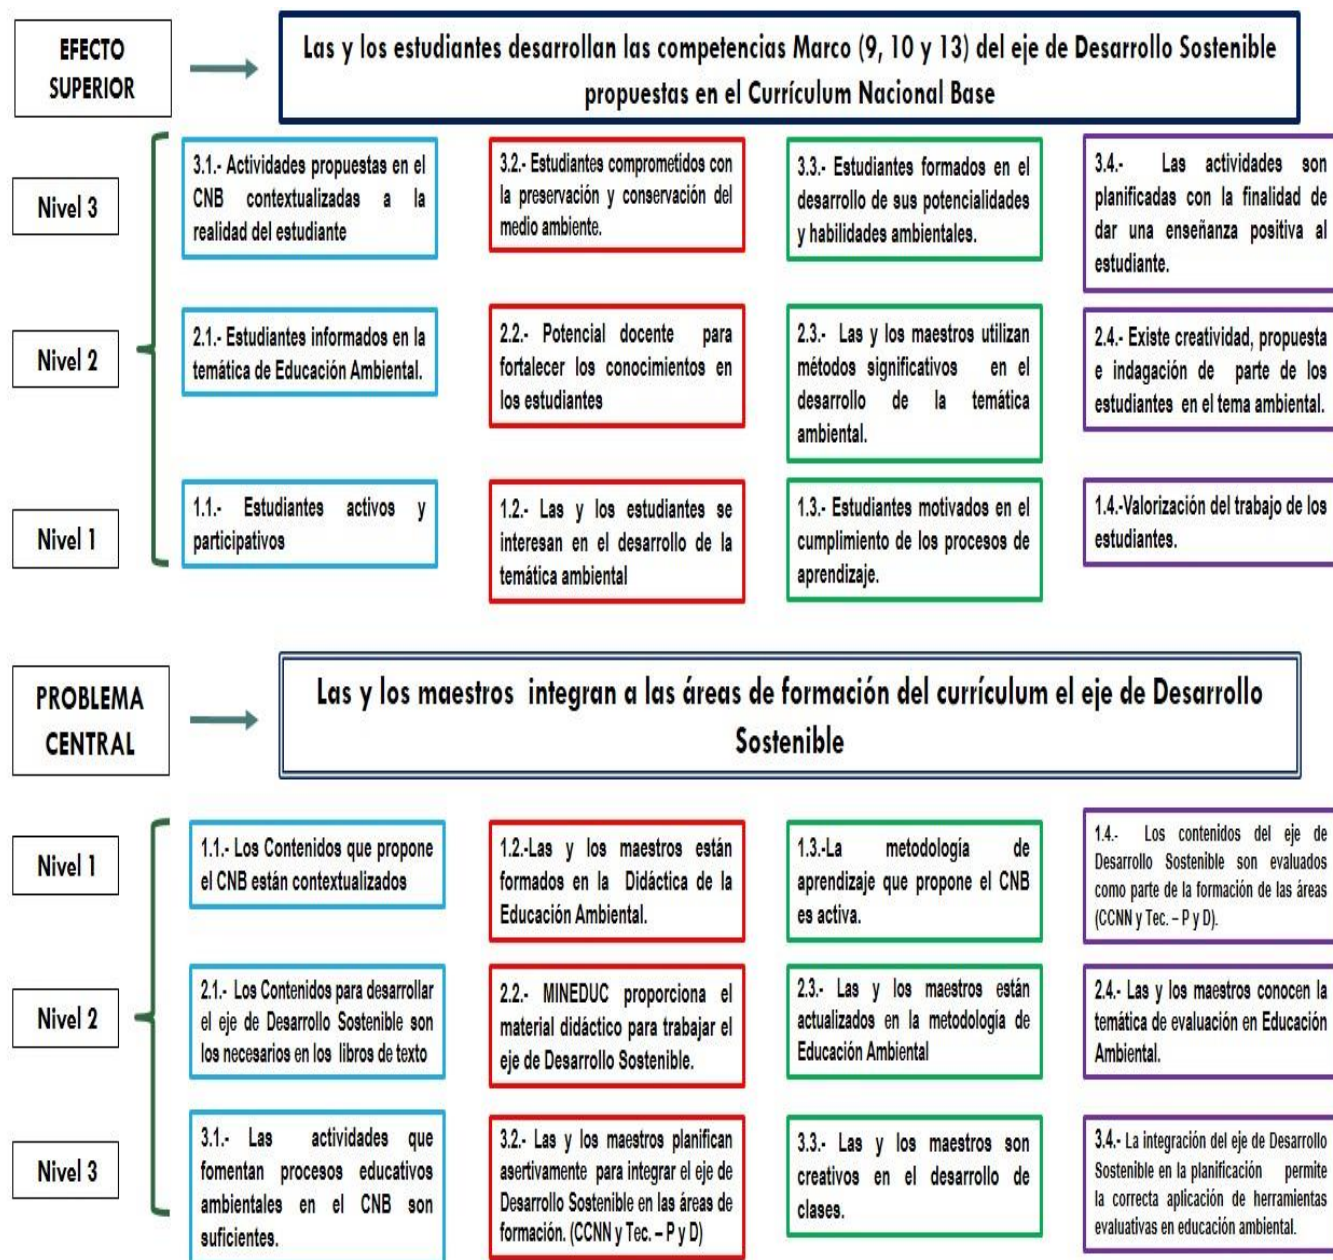 EFECTO
SUPERIOR
Las y los estudiantes desarrollan las competencias Marco (9, 10 y 13) del eje de Desarrollo Sostenible
propuestas en el Currículum Nacional Base
Nivel 3
3.1.- Actividades propuestas en el
CNB contextualizadas a la
realidad del estudiante
3.2.- Estudiantes comprometidos con
la preservación y conservación del
medio ambiente.
3.3.- Estudiantes formados en el
desarrollo de sus potencialidades
y habilidades ambientales.
3.4.- Las actividades son
planificadas con la finalidad de
dar una enseñanza positiva al
estudiante.
Nivel 2
2.1.- Estudiantes informados en la
temática de Educación Ambiental.
2.2.- Potencial docente para
fortalecer los conocimientos en
los estudiantes
2.3.- Las y los maestros utilizan
métodos significativos en el
desarrollo de la temática
ambiental.
2.4.- Existe creatividad, propuesta
e indagación de parte de los
estudiantes en el tema ambiental.
Nivel 1
1.1.- Estudiantes activos y
participativos
1.2.- Las y los estudiantes se
interesan en el desarrollo de la
temática ambiental
1.3.- Estudiantes motivados en el
cumplimiento de los procesos de
aprendizaje.
1.4.-Valorización del trabajo de los
estudiantes.
PROBLEMA
CENTRAL
Las y los maestros integran a las áreas de formación del currículum el eje de Desarrollo
Sostenible
Nivel 1
1.1.- Los Contenidos que propone
el CNB están contextualizados
1.2.-Las y los maestros están
formados en la Didáctica de la
Educación Ambiental.
1.3.-La metodología de
aprendizaje que propone el CNB
es activa.
1.4.- Los contenidos del eje de
Desarrollo Sostenible son evaluados
como parte de la formación de las áreas
(CCNN y Tec. – P y D).
Nivel 2
2.1.- Los Contenidos para desarrollar
el eje de Desarrollo Sostenible son
los necesarios en los libros de texto
2.2.- MINEDUC proporciona el
material didáctico para trabajar el
eje de Desarrollo Sostenible.
2.3.- Las y los maestros están
actualizados en la metodología de
Educación Ambiental
2.4.- Las y los maestros conocen la
temática de evaluación en Educación
Ambiental.
Nivel 3
3.1.- Las actividades que
fomentan procesos educativos
ambientales en el CNB son
suficientes.
3.2.- Las y los maestros planifican
asertivamente para integrar el eje de
Desarrollo Sostenible en las áreas de
formación. (CCNN y Tec. – P y D)
3.3.- Las y los maestros son
creativos en el desarrollo de
clases.
3.4.- La integración del eje de Desarrollo
Sostenible en la planificación permite
la correcta aplicación de herramientas
evaluativas en educación ambiental.